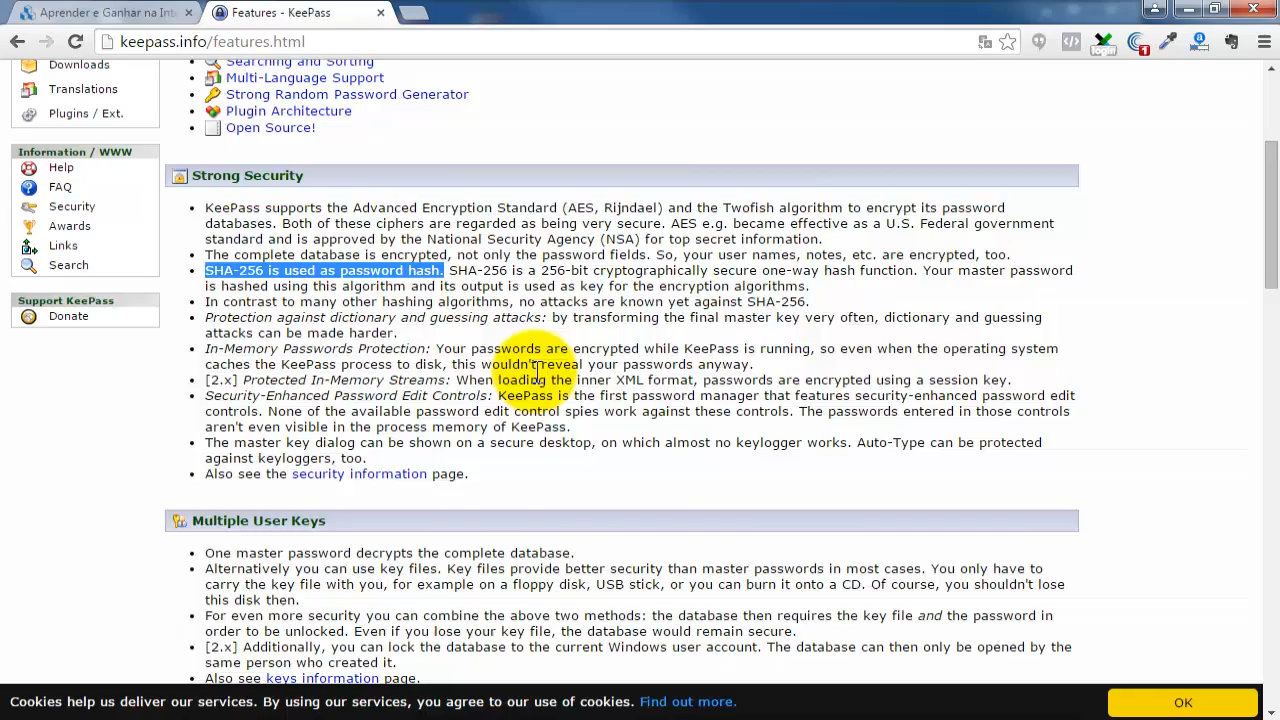 Aprender e Ganhar na Int
Features - KeePass
keepass.info/features.html
login
1
Downloads
Translations
Plugins / Ext.
Information / WWW
Help
FAQ
Security
Awards
Links
Search
Support KeePass
Donate
Searching and Sorting
Multi-Language Support
Strong Random Password Generator
Plugin Architecture
Open Source!
Strong Security
KeePass supports the Advanced Encryption Standard (AES, Rijndael) and the Twofish algorithm to encrypt its password
databases. Both of these ciphers are regarded as being very secure. AES e.g. became effective as a U.S. Federal government
standard and is approved by the National Security Agency (NSA) for top secret information.
The complete database is encrypted, not only the password fields. So, your user names, notes, etc. are encrypted, too.
SHA-256 is used as password hash. SHA-256 is a 256-bit cryptographically secure one-way hash function. Your master password
is hashed using this algorithm and its output is used as key for the encryption algorithms.
In contrast to many other hashing algorithms, no attacks are known yet against SHA-256.
Protection against dictionary and guessing attacks: by transforming the final master key very often, dictionary and guessing
attacks can be made harder.
In-Memory Passwords Protection: Your passwords are encrypted while KeePass is running, so even when the operating system
caches the KeePass process to disk, this wouldn't reveal your passwords anyway.
[2.x] Protected In-Memory Streams: When loading the inner XML format, passwords are encrypted using a session key.
Security-Enhanced Password Edit Controls: KeePass is the first password manager that features security-enhanced password edit
controls. None of the available password edit control spies work against these controls. The passwords entered in those controls
aren't even visible in the process memory of KeePass.
The master key dialog can be shown on a secure desktop, on which almost no keylogger works. Auto-Type can be protected
against keyloggers, too.
Also see the security information page.
Multiple User Keys
One master password decrypts the complete database.
Alternatively you can use key files. Key files provide better security than master passwords in most cases. You only have to
carry the key file with you, for example on a floppy disk, USB stick, or you can burn it onto a CD. Of course, you shouldn't lose
this disk then.
For even more security you can combine the above two methods: the database then requires the key file and the password in
order to be unlocked. Even if you lose your key file, the database would remain secure.
[2.x] Additionally, you can lock the database to the current Windows user account. The database can then only be opened by the
same person who created it.
Also see keys information page.
Cookies help us deliver our services. By using our services, you agree to our use of cookies. Find out more.
OK